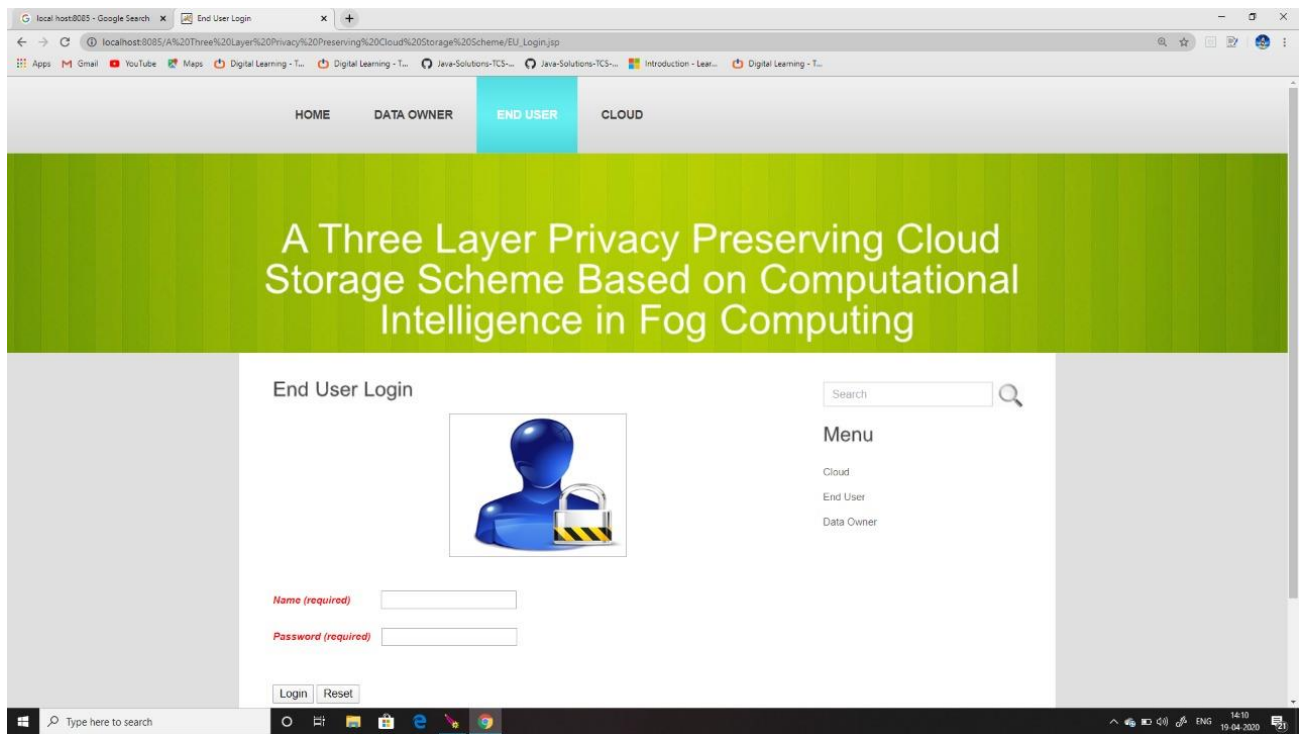 local host:8085 - Google Search
End User Login
localhost:8085/A%20Three%20Layer%20Privacy%20Preserving%20Cloud%20Storage%20Scheme/EU_Login.jsp
Apps Gmail YouTube Maps Digital Learning - T... Digital Learning - T... Java-Solutions-TCS-... Java-Solutions-TCS-... Introduction - Lear... Digital Learning - T...
HOME DATA OWNER END USER CLOUD
A Three Layer Privacy Preserving Cloud
Storage Scheme Based on Computational
Intelligence in Fog Computing
End User Login
Search
Menu
Cloud
End User
Data Owner
Name (required)
Password (required)
Login Reset
Type here to search
ENG
14:10
19-04-2020
21